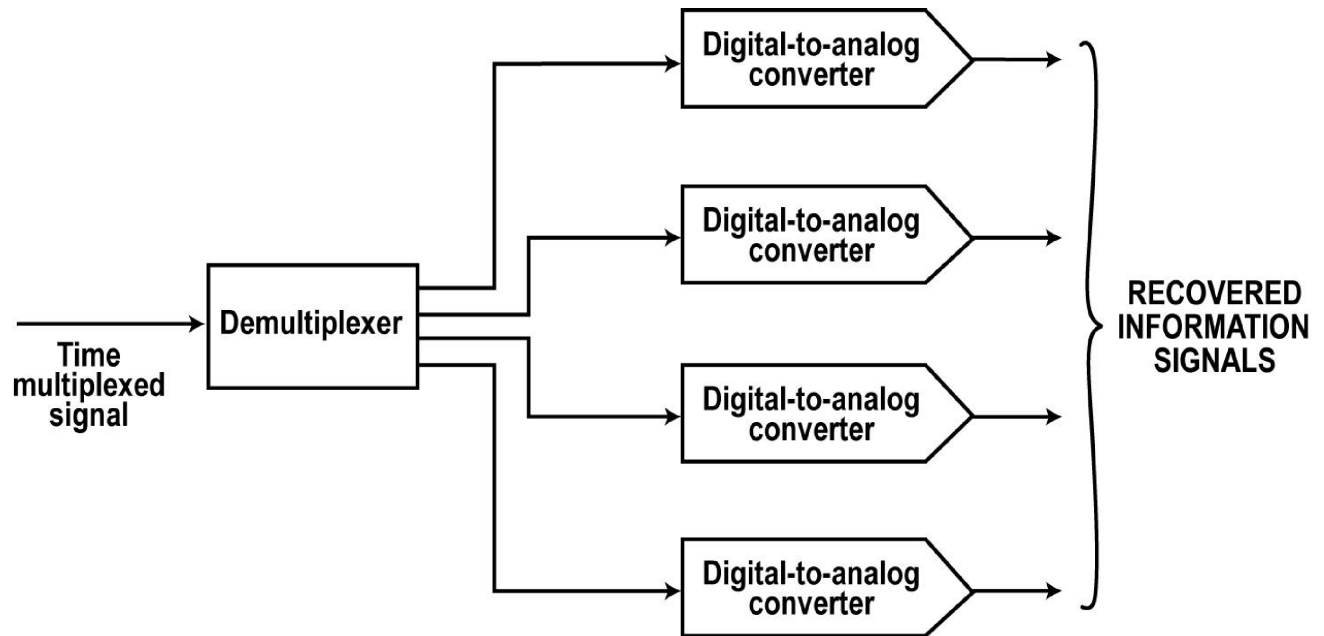 Digital-to-analog
converter
Digital-to-analog
converter
Demultiplexer
Time
multiplexed
signal
RECOVERED
INFORMATION
SIGNALS
Digital-to-analog
converter
Digital-to-analog
converter